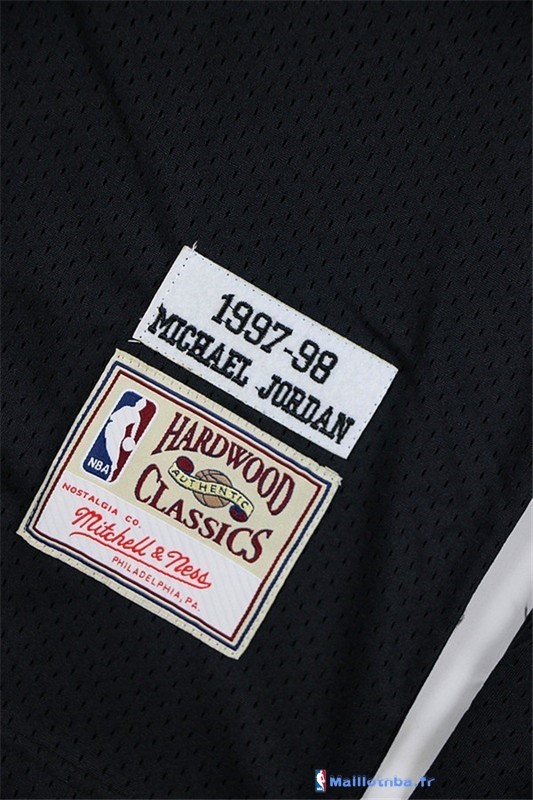 1997-98
MICHAEL JORDAN
NBA
HARDWOOD
AUTHENTIC
CLASSICS
NOSTALGIA CO.
Mitchell & Ness
PHILADELPHIA, PA.
Maillotnba.fr